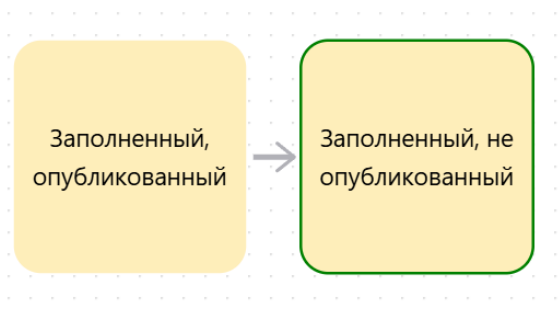 Заполненный,
опубликованный
Заполненный, не
опубликованный